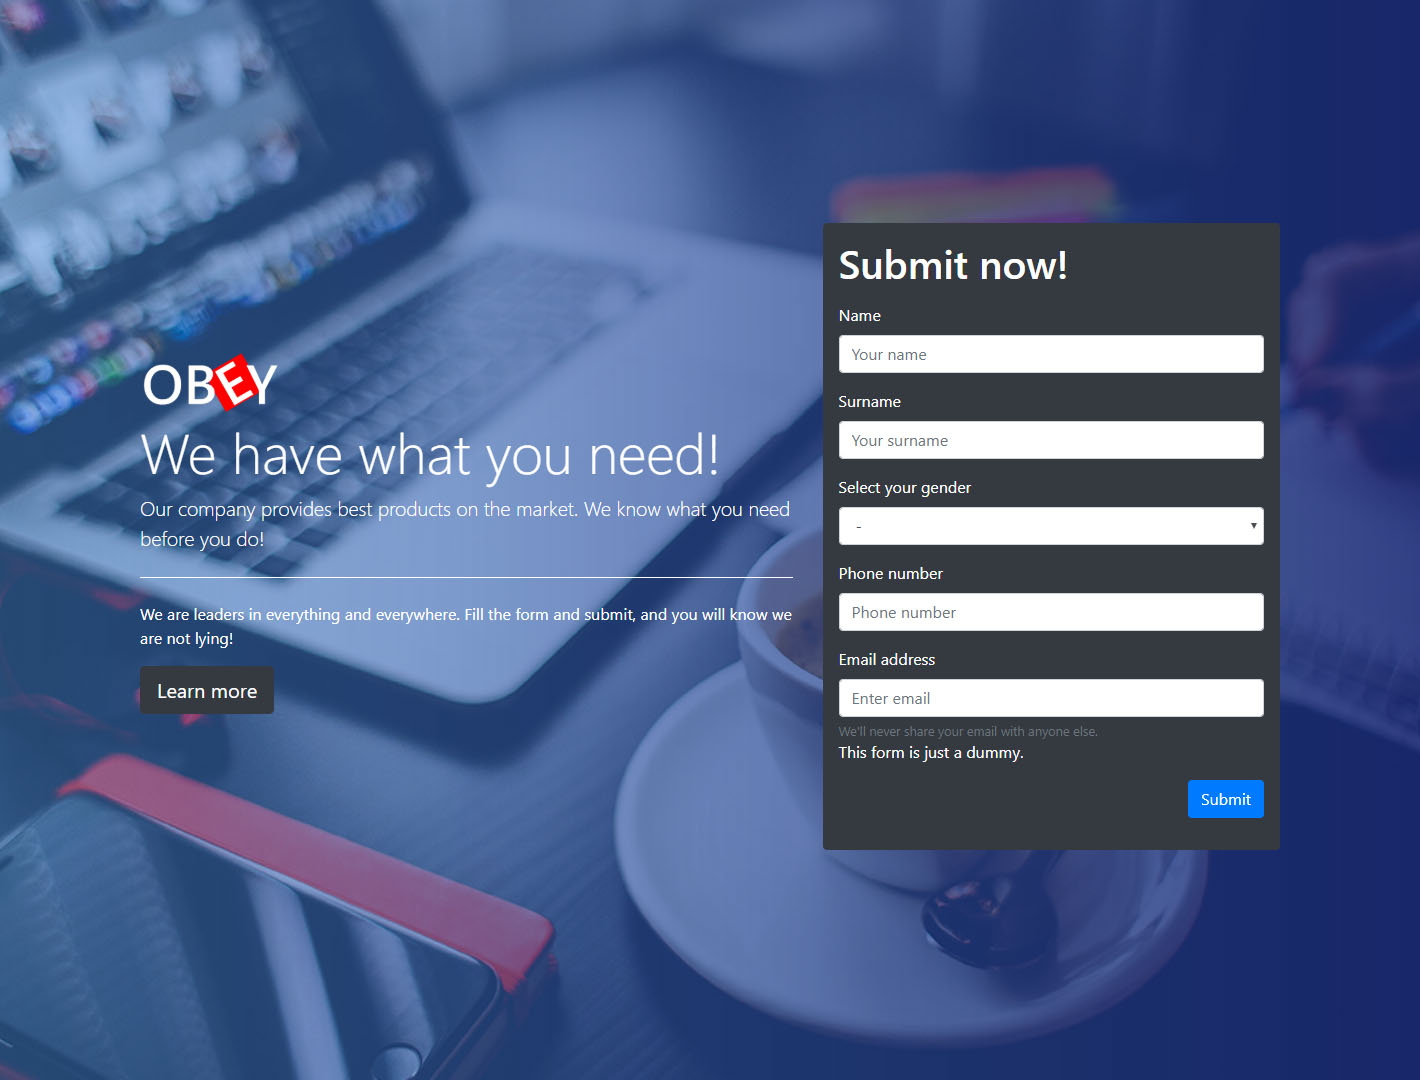 OBEY
We have what you need!
Our company provides best products on the market. We know what you need
before you do!
We are leaders in everything and everywhere. Fill the form and submit, and you will know we
are not lying!
Learn more
Submit now!
Name
Your name
Surname
Your surname
Select your gender
-
Phone number
Phone number
Email address
Enter email
We'll never share your email with anyone else.
This form is just a dummy.
Submit